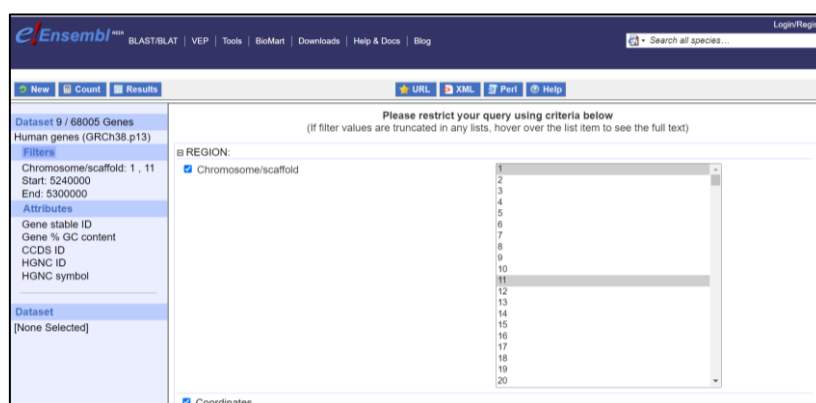 Login/Regis
e!Ensembl BLAST/BLAT | VEP | Tools | BioMart | Downloads | Help & Docs | Blog
Search all species...
New Count Results
URL XML Perl Help
Dataset 9 / 68005 Genes
Human genes (GRCh38.p13)
Filters
Chromosome/scaffold: 1 , 11
Start: 5240000
End: 5300000
Attributes
Gene stable ID
Gene % GC content
CCDS ID
HGNC ID
HGNC symbol
Dataset
[None Selected]
Please restrict your query using criteria below
(If filter values are truncated in any lists, hover over the list item to see the full text)
REGION:
Chromosome/scaffold
1
2
3
4
5
6
7
8
9
10
11
12
13
14
15
16
17
18
19
20
Coordinates